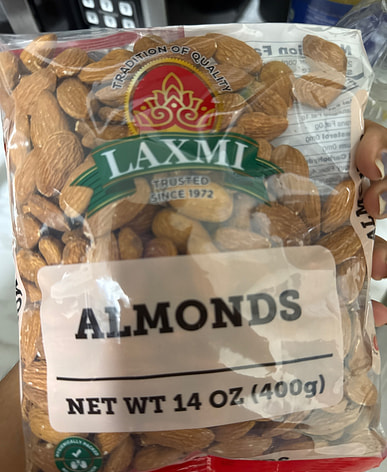 TRADITION OF QUALITY
LAXMI
TRUSTED
SINCE 1972
ALMONDS
NET WT 14 OZ (400g)